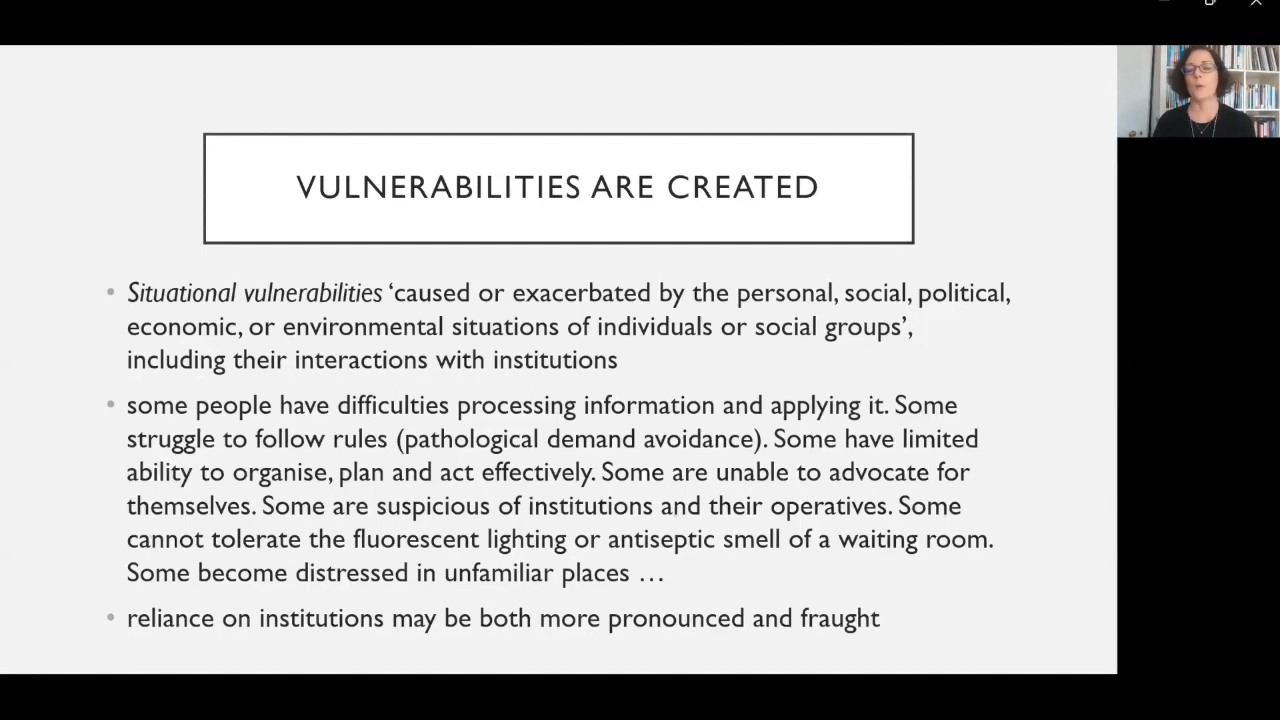 VULNERABILITIES ARE CREATED
• Situational vulnerabilities ‘caused or exacerbated by the personal, social, political,
economic, or environmental situations of individuals or social groups’,
including their interactions with institutions
• some people have difficulties processing information and applying it. Some
struggle to follow rules (pathological demand avoidance). Some have limited
ability to organise, plan and act effectively. Some are unable to advocate for
themselves. Some are suspicious of institutions and their operatives. Some
cannot tolerate the fluorescent lighting or antiseptic smell of a waiting room.
Some become distressed in unfamiliar places …
• reliance on institutions may be both more pronounced and fraught